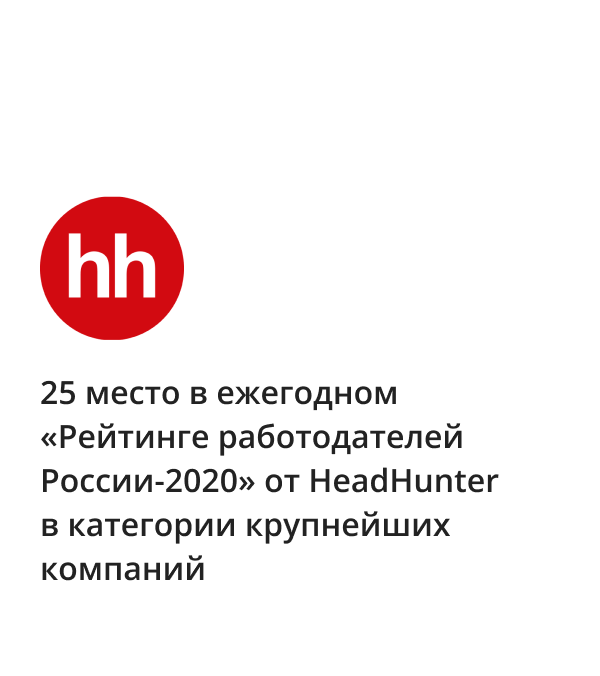 hh
25 место в ежегодном
«Рейтинге работодателей
России-2020» от HeadHunter
в категории крупнейших
компаний